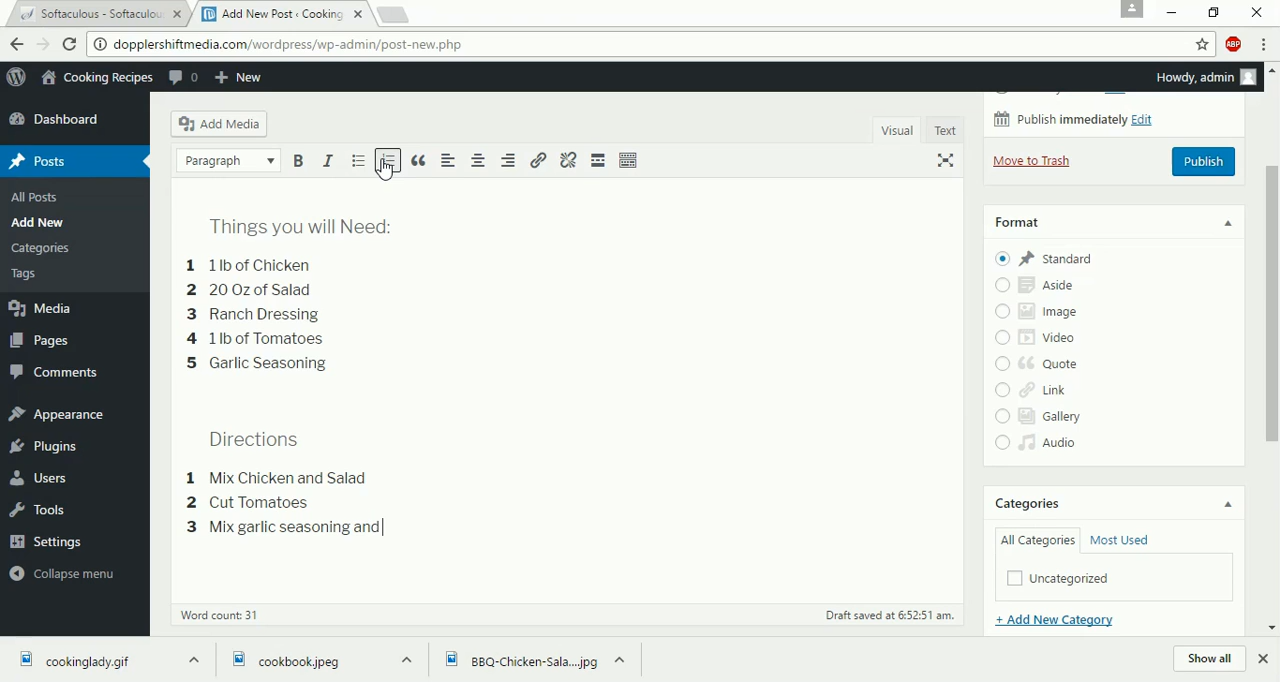 Softaculous - Softaculou
Add New Post ‹ Cooking
dopplershiftmedia.com/wordpress/wp-admin/post-new.php
ABP
Cooking Recipes
0
+ New
Howdy, admin
Dashboard
Posts
All Posts
Add New
Categories
Tags
Media
Pages
Comments
Appearance
Plugins
Users
Tools
Settings
Collapse menu
Add Media
Visual
Text
Paragraph
Things you will Need:
1 1 lb of Chicken
2 20 Oz of Salad
3 Ranch Dressing
4 1 lb of Tomatoes
5 Garlic Seasoning
Directions
1 Mix Chicken and Salad
2 Cut Tomatoes
3 Mix garlic seasoning and
Word count: 31
Draft saved at 6:52:51 am.
Publish immediately Edit
Move to Trash
Publish
Format
Standard
Aside
Image
Video
Quote
Link
Gallery
Audio
Categories
All Categories
Most Used
Uncategorized
+ Add New Category
cookinglady.gif
cookbook.jpeg
BBQ-Chicken-Sala....jpg
Show all